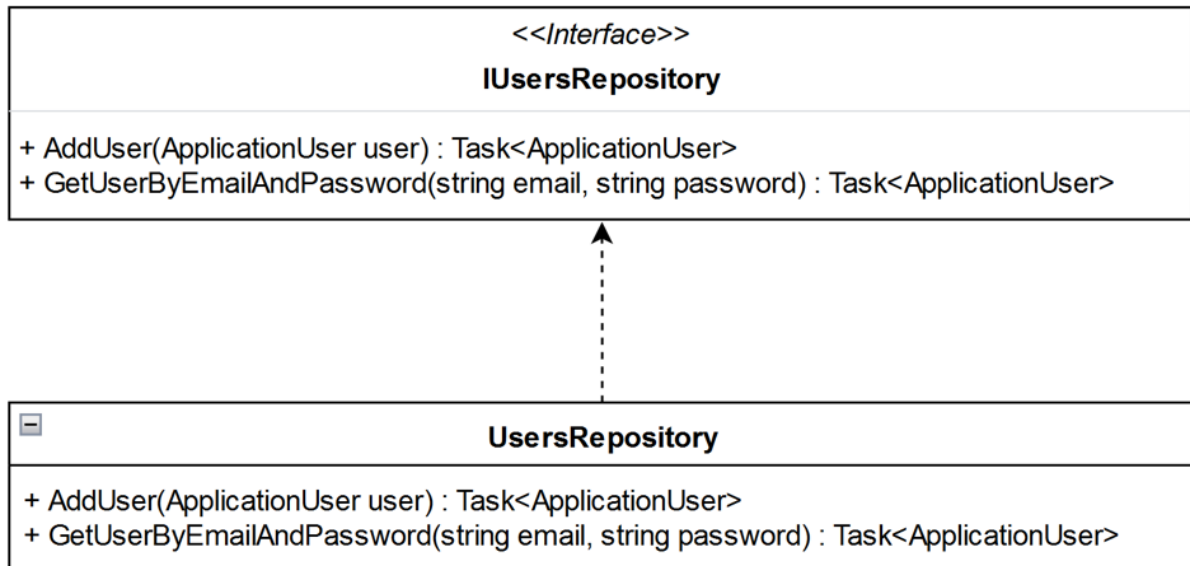 <<Interface>>
IUsersRepository
+ AddUser(ApplicationUser user) : Task<ApplicationUser>
+ GetUserByEmailAndPassword(string email, string password) : Task<ApplicationUser>
UsersRepository
+ AddUser(ApplicationUser user) : Task<ApplicationUser>
+ GetUserByEmailAndPassword(string email, string password) : Task<ApplicationUser>